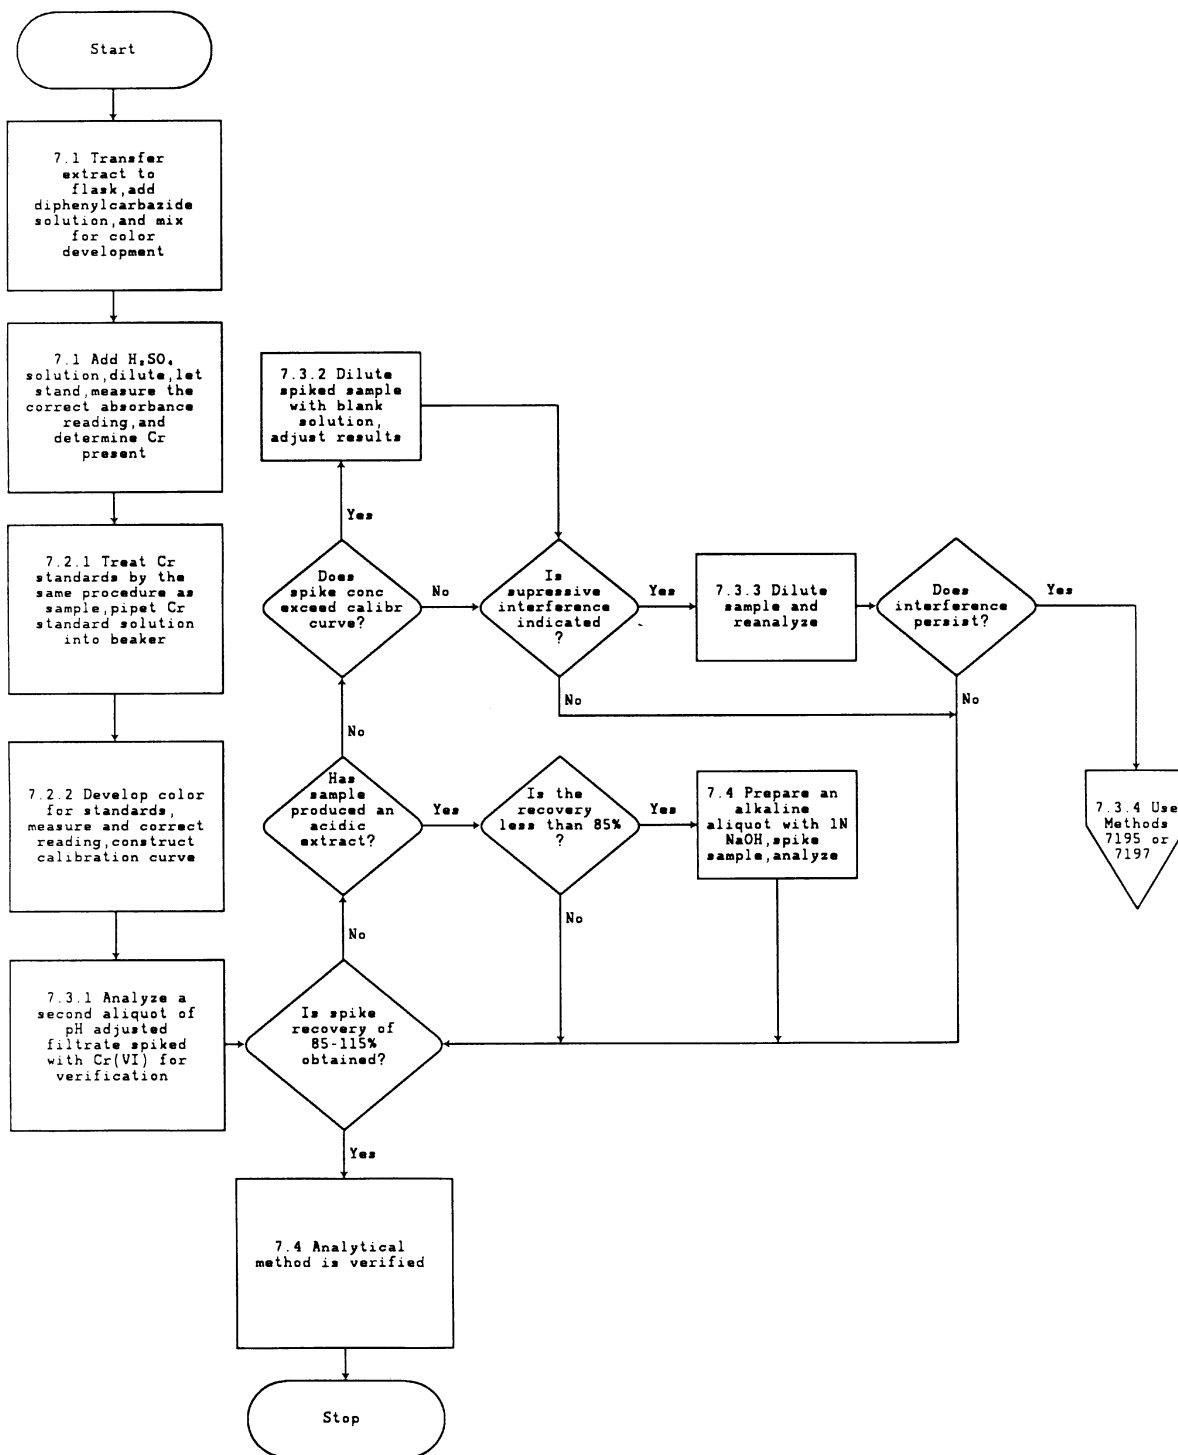 Start
7.1 Transfer
extract to
flask,add
diphenylcarbazide
solution,and mix
for color
development
7.1 Add H₂SO₄
solution,dilute,let
stand,measure the
correct absorbance
reading,and
determine Cr
present
7.2.1 Treat Cr
standards by the
same procedure as
sample,pipet Cr
standard solution
into beaker
7.2.2 Develop color
for standards,
measure and correct
reading,construct
calibration curve
7.3.1 Analyze a
second aliquot of
pH adjusted
filtrate spiked
with Cr(VI) for
verification
7.3.2 Dilute
spiked sample
with blank
solution,
adjust results
Yes
Does
spike conc
exceed calibr
curve?
No
Is
supressive
interference
indicated
?
Yes
No
7.3.3 Dilute
sample and
reanalyze
Does
interference
persist?
Yes
No
7.3.4 Use
Methods
7195 or
7197
No
Has
sample
produced an
acidic
extract?
Yes
Is the
recovery
less than 85%
?
Yes
7.4 Prepare an
alkaline
aliquot with 1N
NaOH,spike
sample,analyze
No
No
Is spike
recovery of
85-115%
obtained?
Yes
7.4 Analytical
method is verified
Stop